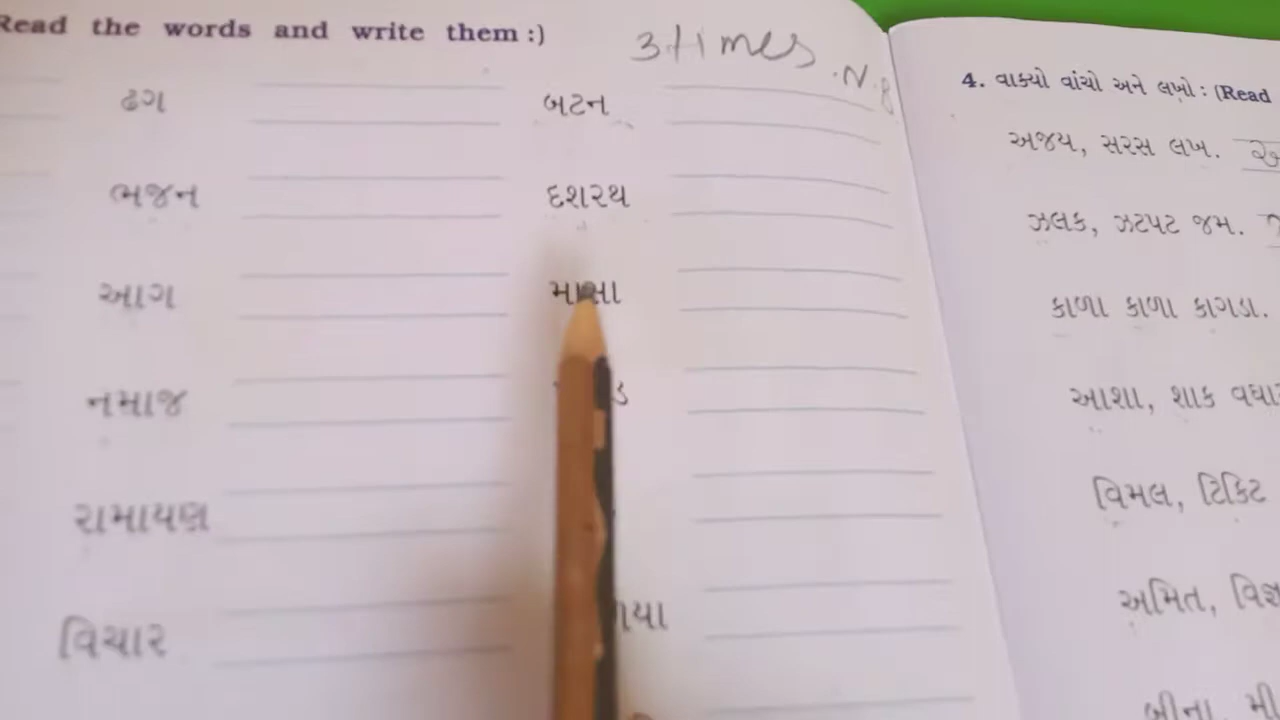 Read the words and write them :)
3 times . N. B
ઢગ
બટન
ભજન
દશરથ
આગ
માસા
નમાજ
રામાયણ
વિચાર
4. વાક્યો વાંચો અને લખો : (Read
અજય, સરસ લખ.
ઝલક, ઝટપટ જમ.
કાળા કાળા કાગડા.
આશા, શાક
વિમલ, ટિકિટ
અમિત,
બીના